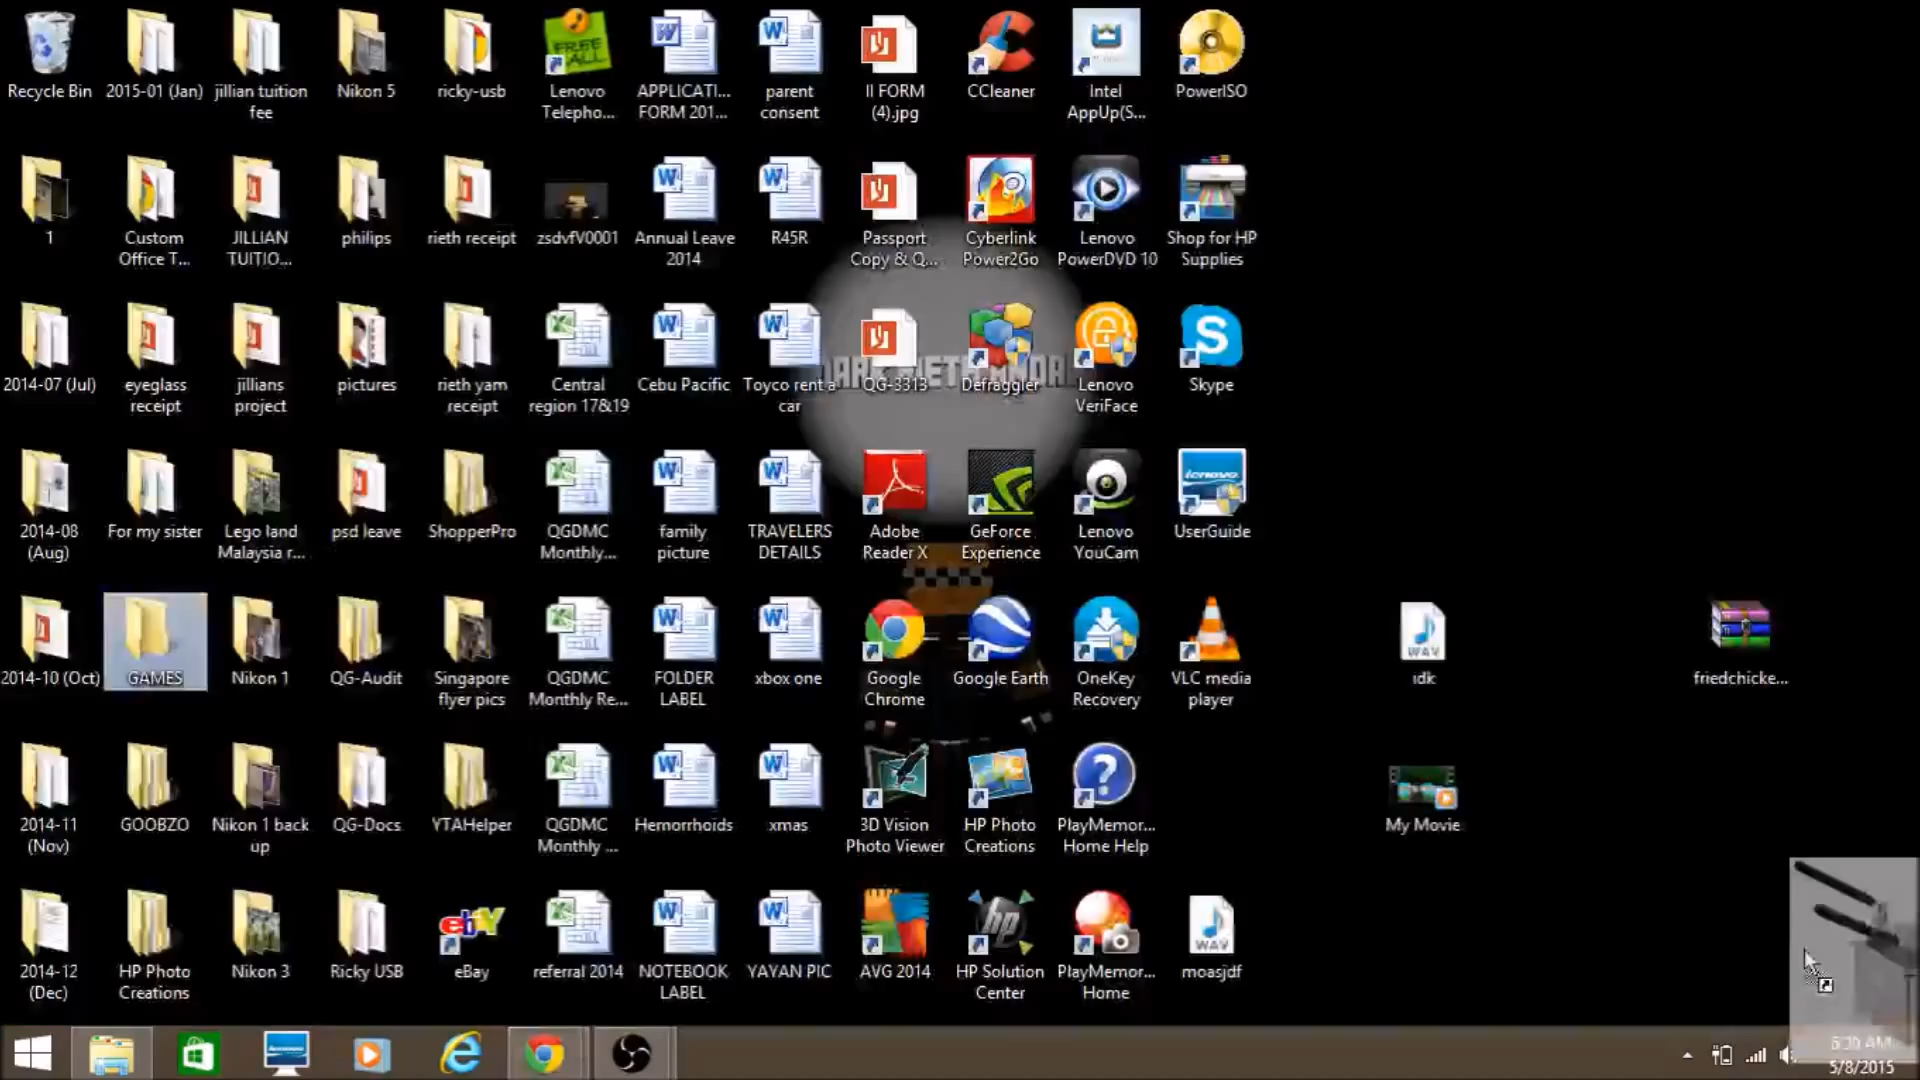 Recycle Bin
2015-01 (Jan)
jillian tuition
fee
Nikon 5
ricky-usb
FREE
ALL
Lenovo
Telepho...
APPLICATI...
FORM 201...
parent
consent
II FORM
(4).jpg
CCleaner
Intel
AppUp(S...
PowerISO
1
Custom
Office T...
JILLIAN
TUITIO...
philips
rieth receipt
zsdvfV0001
Annual Leave
2014
R45R
Passport
Copy & Q...
Cyberlink
Power2Go
Lenovo
PowerDVD 10
Shop for HP
Supplies
2014-07 (Jul)
eyeglass
receipt
jillians
project
pictures
rieth yam
receipt
Central
region 17&19
Cebu Pacific
Toyco rent a
car
QG-3313
Defraggler
Lenovo
VeriFace
Skype
2014-08
(Aug)
For my sister
Lego land
Malaysia r...
psd leave
ShopperPro
QGDMC
Monthly...
family
picture
TRAVELERS
DETAILS
Adobe
Reader X
GeForce
Experience
Lenovo
YouCam
lenovo
UserGuide
2014-10 (Oct)
GAMES
Nikon 1
QG-Audit
Singapore
flyer pics
QGDMC
Monthly Re...
FOLDER
LABEL
xbox one
Google
Chrome
Google Earth
OneKey
Recovery
VLC media
player
WAV
idk
friedchicke...
2014-11
(Nov)
GOOBZO
Nikon 1 back
up
QG-Docs
YTAHelper
QGDMC
Monthly ...
Hemorrhoids
xmas
3D Vision
Photo Viewer
HP Photo
Creations
PlayMemor...
Home Help
My Movie
2014-12
(Dec)
HP Photo
Creations
Nikon 3
Ricky USB
ebY
eBay
referral 2014
NOTEBOOK
LABEL
YAYAN PIC
AVG 2014
hp
HP Solution
Center
PlayMemor...
Home
WAV
moasjdf
lenovo
5/8/2015